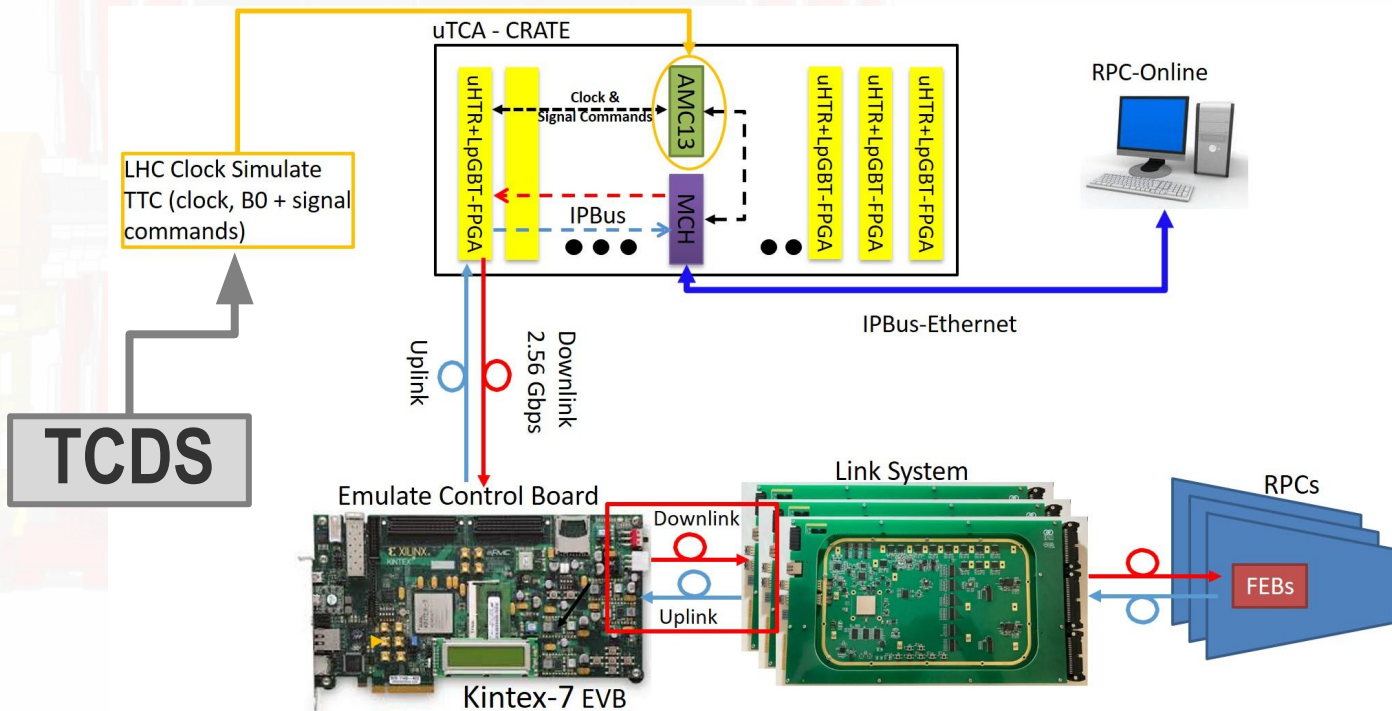 uTCA - CRATE
uHTR+LpGBT-FPGA
Clock &
Signal Commands
AMC13
MCH
IPBus
uHTR+LpGBT-FPGA
uHTR+LpGBT-FPGA
uHTR+LpGBT-FPGA
RPC-Online
LHC Clock Simulate
TTC (clock, B0 + signal
commands)
IPBus-Ethernet
Uplink
Downlink
2.56 Gbps
TCDS
Emulate Control Board
Link System
RPCs
Downlink
Uplink
FEBs
XILINX
KINTEX
Kintex-7 EVB